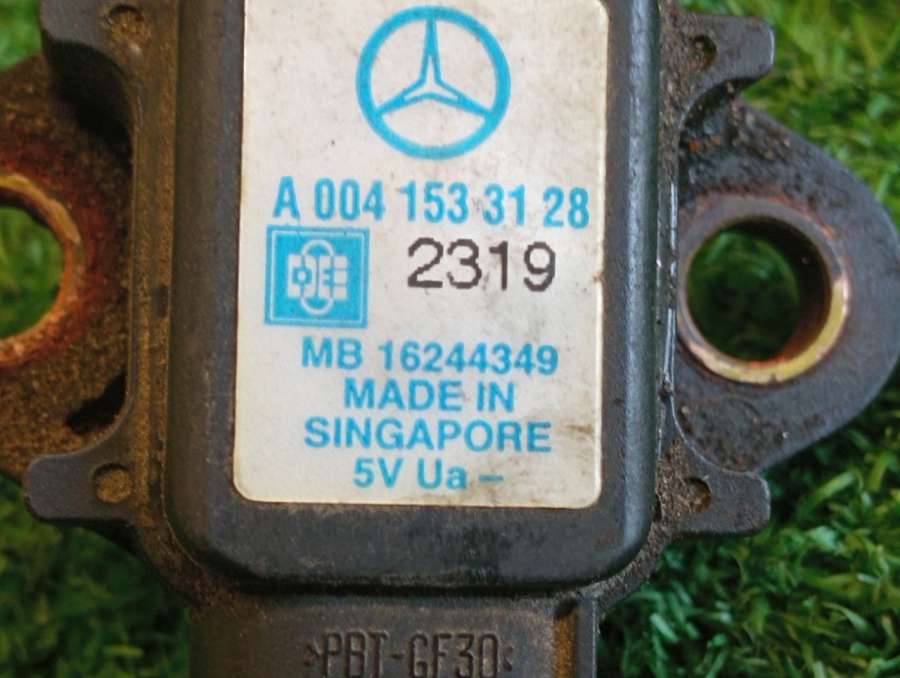 A 004 153 31 28
2319
MB 16244349
MADE IN
SINGAPORE
5V Ua –
>PBT-GF30<